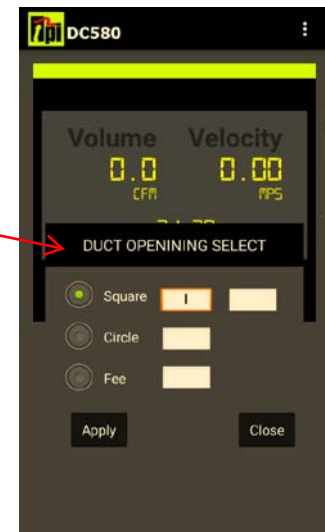 TPI DC580
Volume Velocity
0.0 0.00
CFM MPS
DUCT OPENINING SELECT
Square
Circle
Fee
Apply Close